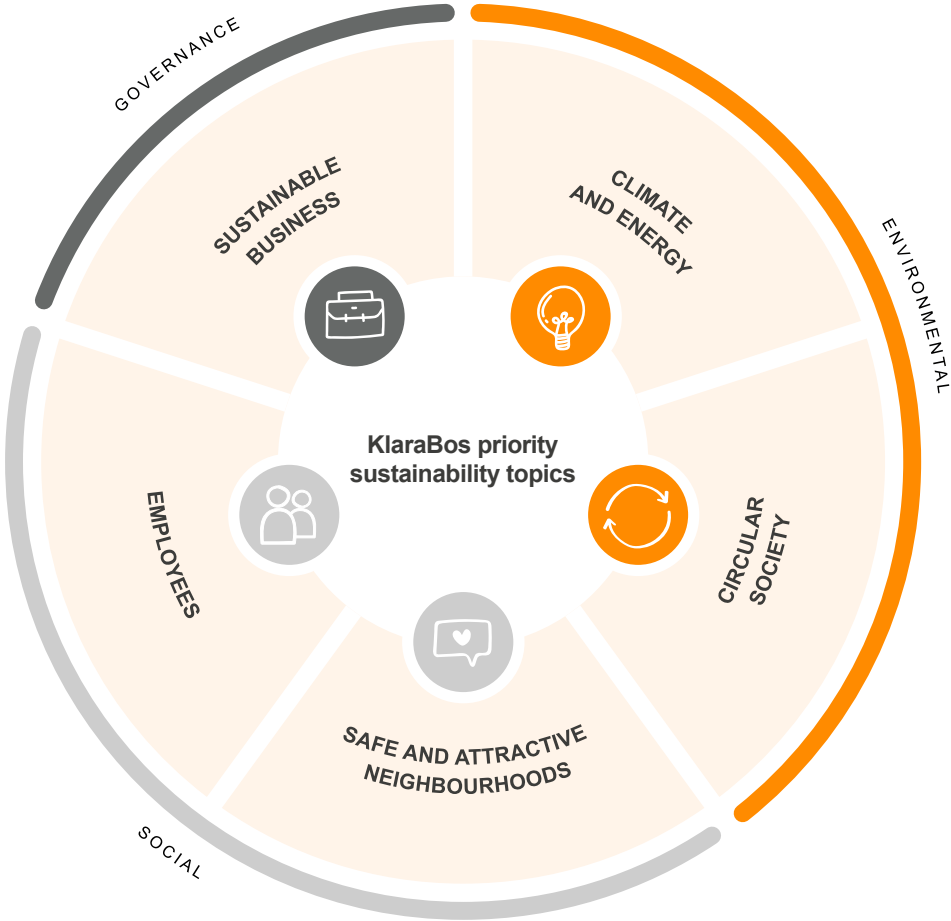 GOVERNANCE
SUSTAINABLE
BUSINESS
CLIMATE
AND ENERGY
ENVIRONMENTAL
KlaraBos priority
sustainability topics
EMPLOYEES
CIRCULAR
SOCIETY
SAFE AND ATTRACTIVE
NEIGHBOURHOODS
SOCIAL